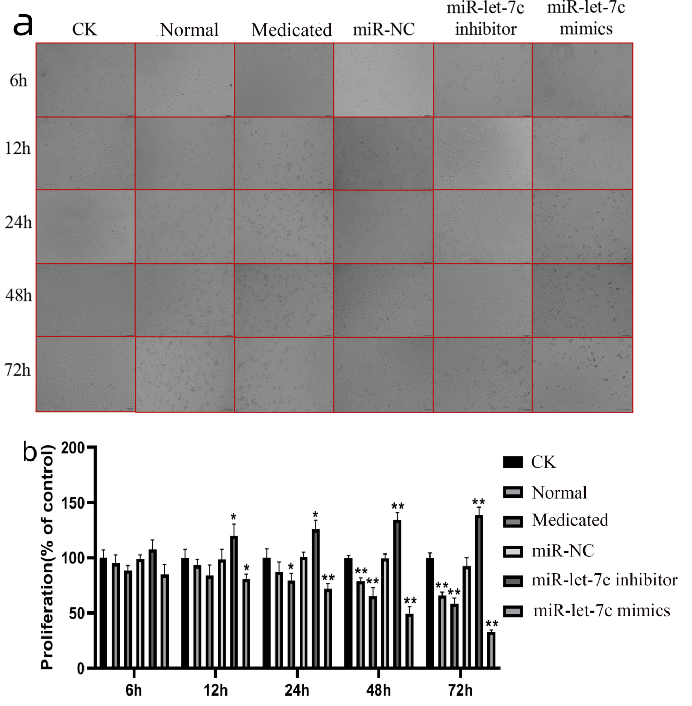 a
CK Normal Medicated miR-NC miR-let-7c inhibitor miR-let-7c mimics
6h
12h
24h
48h
72h
b
Proliferation(% of control)
200
150
100
50
0
* * * * ** ** ** ** ** ** ** ** **
6h 12h 24h 48h 72h
CK
Normal
Medicated
miR-NC
miR-let-7c inhibitor
miR-let-7c mimics